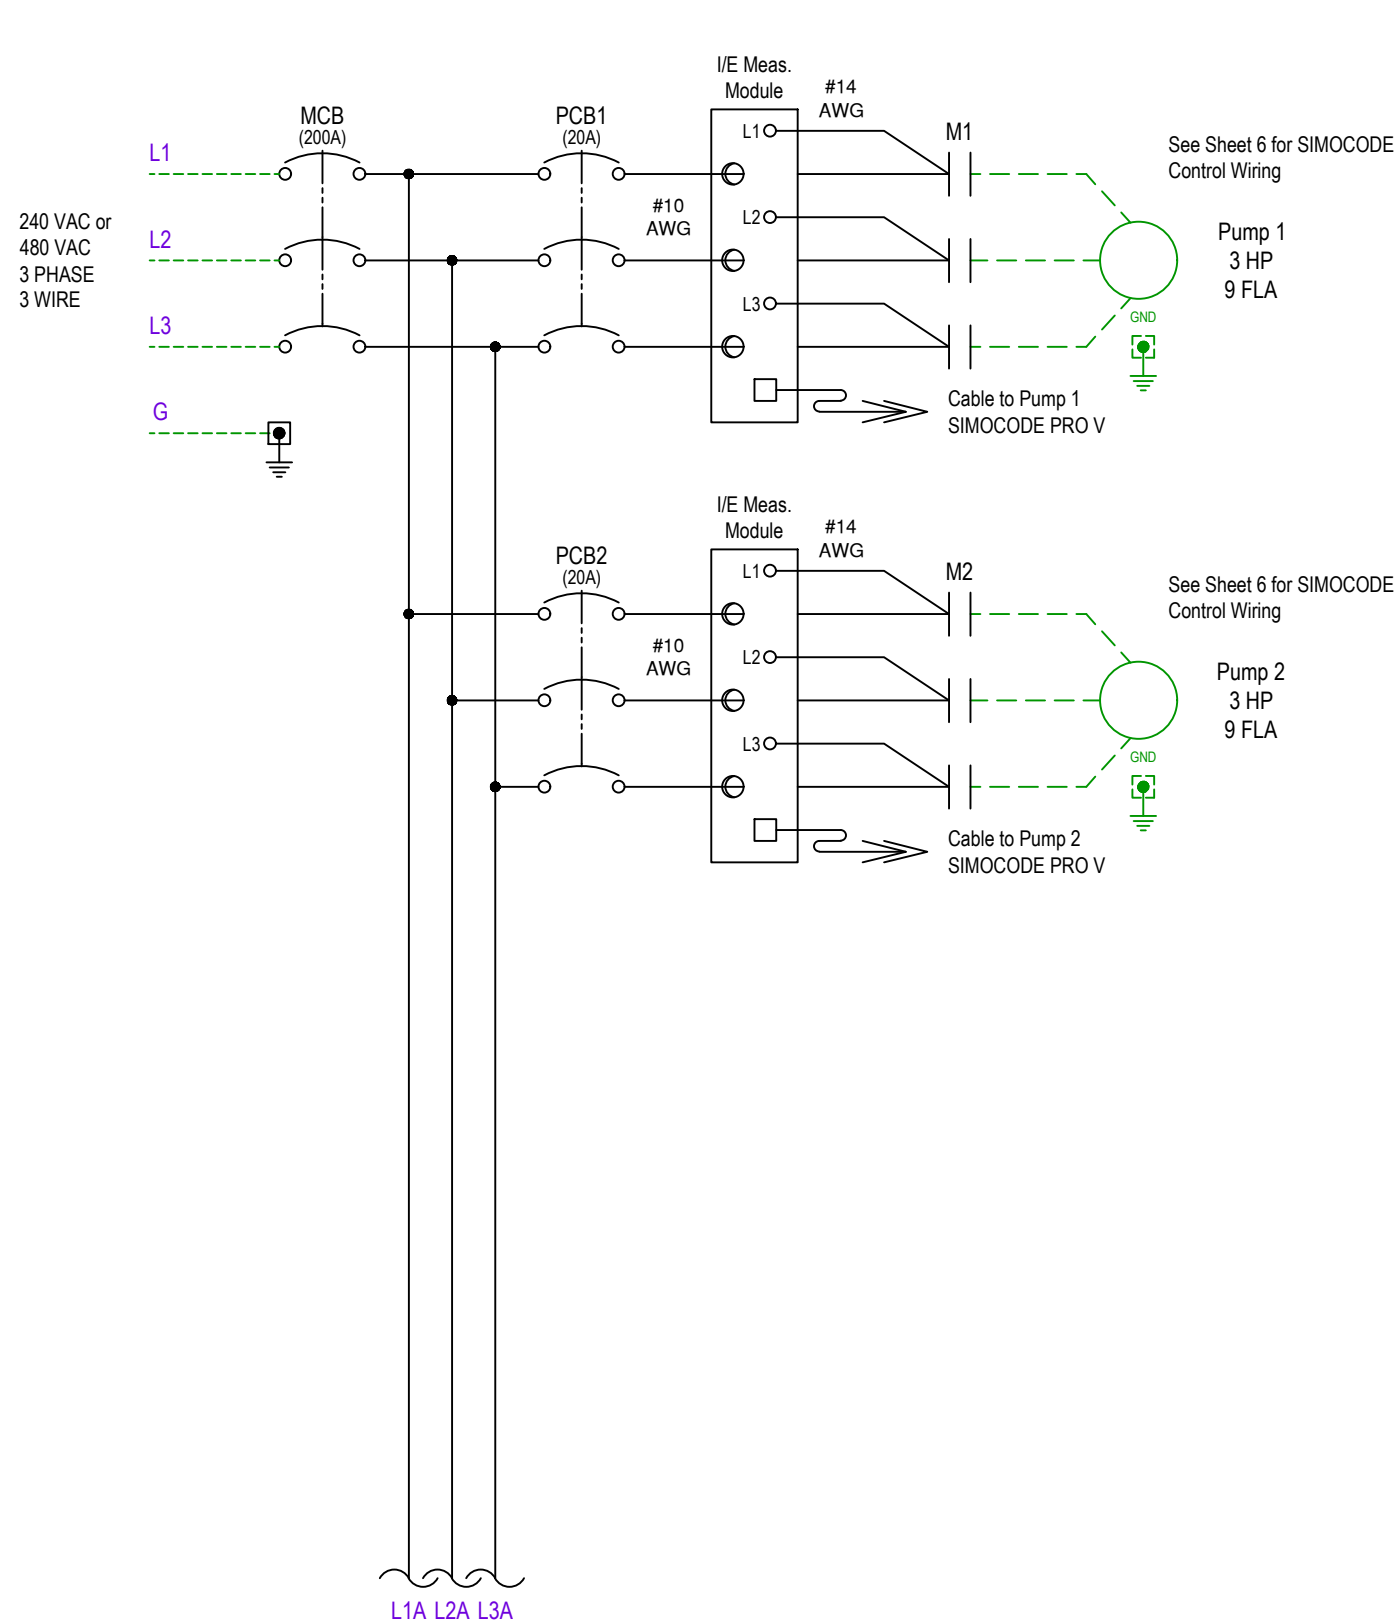 I/E Meas.
Module
#14
AWG
MCB
(200A)
PCB1
(20A)
L1
M1
See Sheet 6 for SIMOCODE
Control Wiring
L1
#10
AWG
L2
240 VAC or
480 VAC
3 PHASE
3 WIRE
L2
Pump 1
3 HP
9 FLA
L3
L3
GND
Cable to Pump 1
SIMOCODE PRO V
G
I/E Meas.
Module
#14
AWG
PCB2
(20A)
L1
M2
See Sheet 6 for SIMOCODE
Control Wiring
#10
AWG
L2
Pump 2
3 HP
9 FLA
L3
GND
Cable to Pump 2
SIMOCODE PRO V
L1A L2A L3A